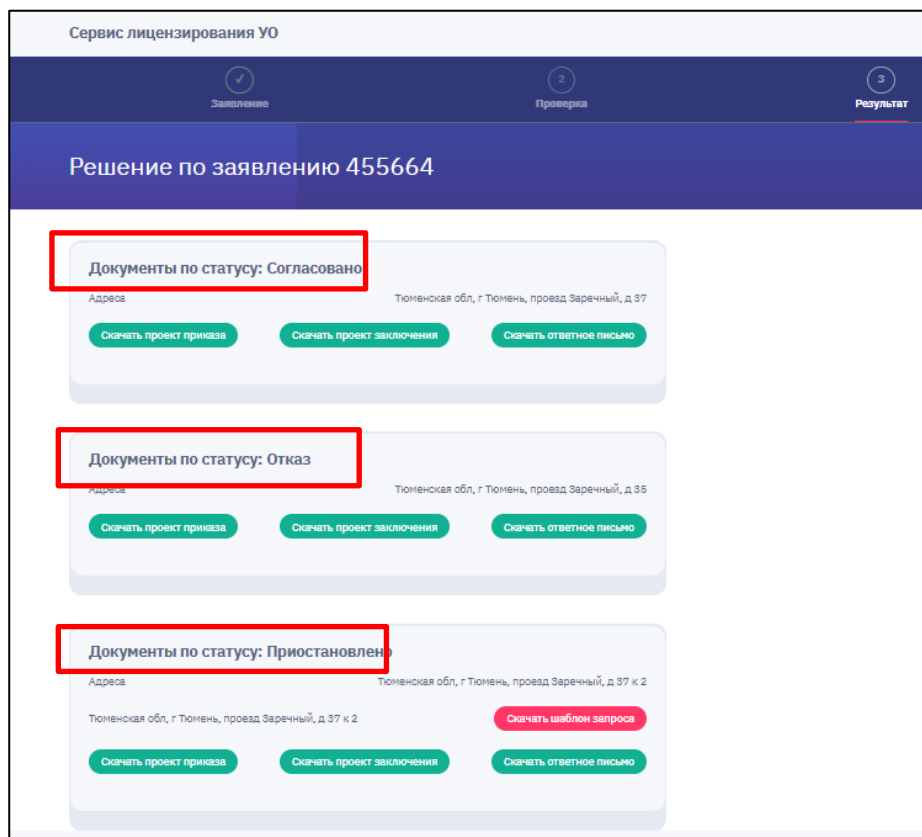 Сервис лицензирования УО
✓ 2 3
Заявление Проверка Результат
Решение по заявлению 455664
Документы по статусу: Согласовано
Адреса Тюменская обл, г Тюмень, проезд Заречный, д 37
Скачать проект приказа Скачать проект заключения Скачать ответное письмо
Документы по статусу: Отказ
Адреса Тюменская обл, г Тюмень, проезд Заречный, д 35
Скачать проект приказа Скачать проект заключения Скачать ответное письмо
Документы по статусу: Приостановлено
Адреса Тюменская обл, г Тюмень, проезд Заречный, д 37 к 2
Тюменская обл, г Тюмень, проезд Заречный, д 37 к 2 Скачать шаблон запроса
Скачать проект приказа Скачать проект заключения Скачать ответное письмо